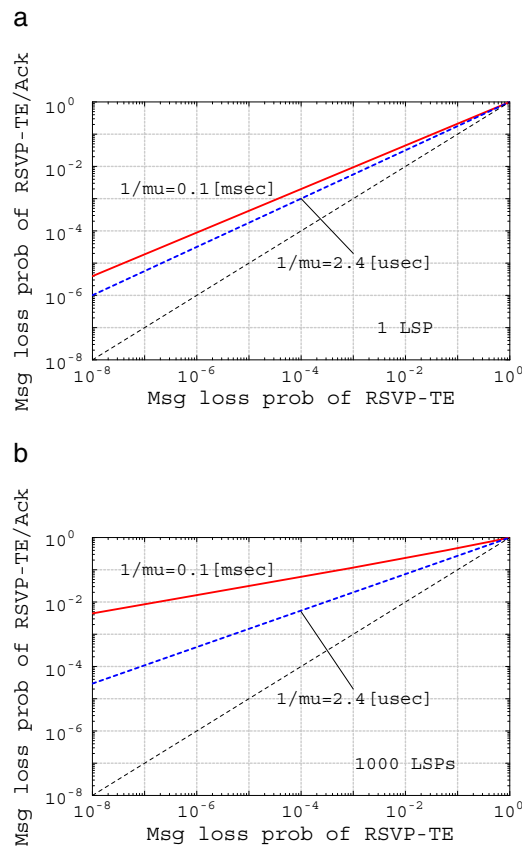 a
Msg loss prob of RSVP-TE/Ack
10^0
10^-2
10^-4
10^-6
10^-8
1/mu=0.1[msec]
1/mu=2.4[usec]
1 LSP
10^-8 10^-6 10^-4 10^-2 10^0
Msg loss prob of RSVP-TE
b
Msg loss prob of RSVP-TE/Ack
10^0
10^-2
10^-4
10^-6
10^-8
1/mu=0.1[msec]
1/mu=2.4[usec]
1000 LSPs
10^-8 10^-6 10^-4 10^-2 10^0
Msg loss prob of RSVP-TE